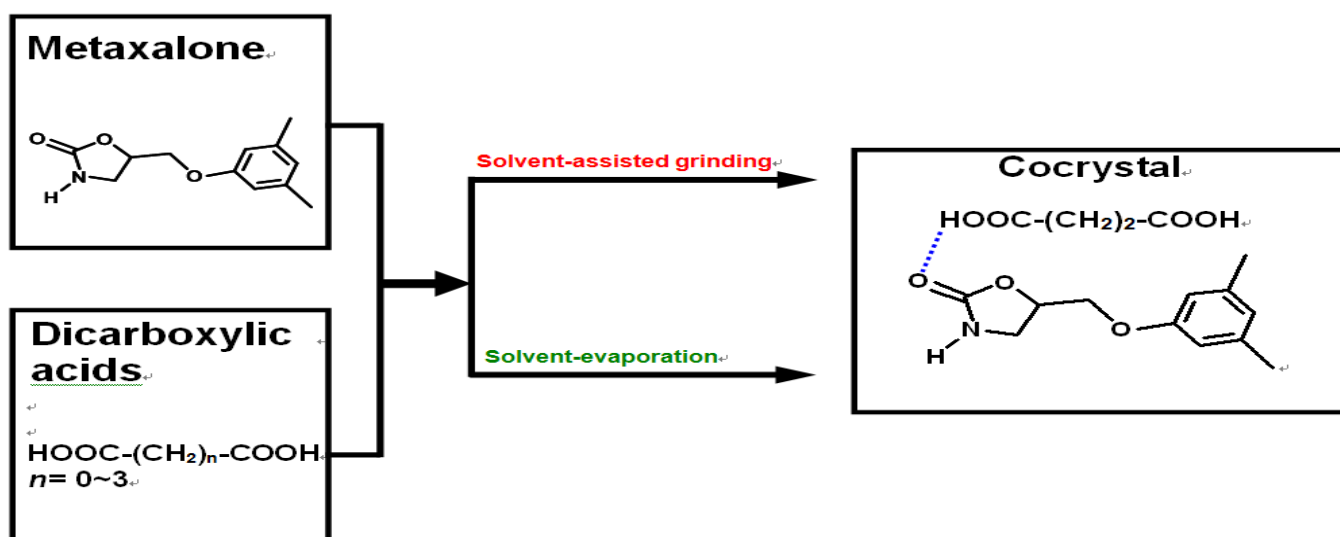 Metaxalone
O
O
N
H
O
Dicarboxylic
acids
HOOC-(CH₂)ₙ-COOH
n= 0~3
Solvent-assisted grinding
Solvent-evaporation
Cocrystal
HOOC-(CH₂)₂-COOH
O
O
N
H
O